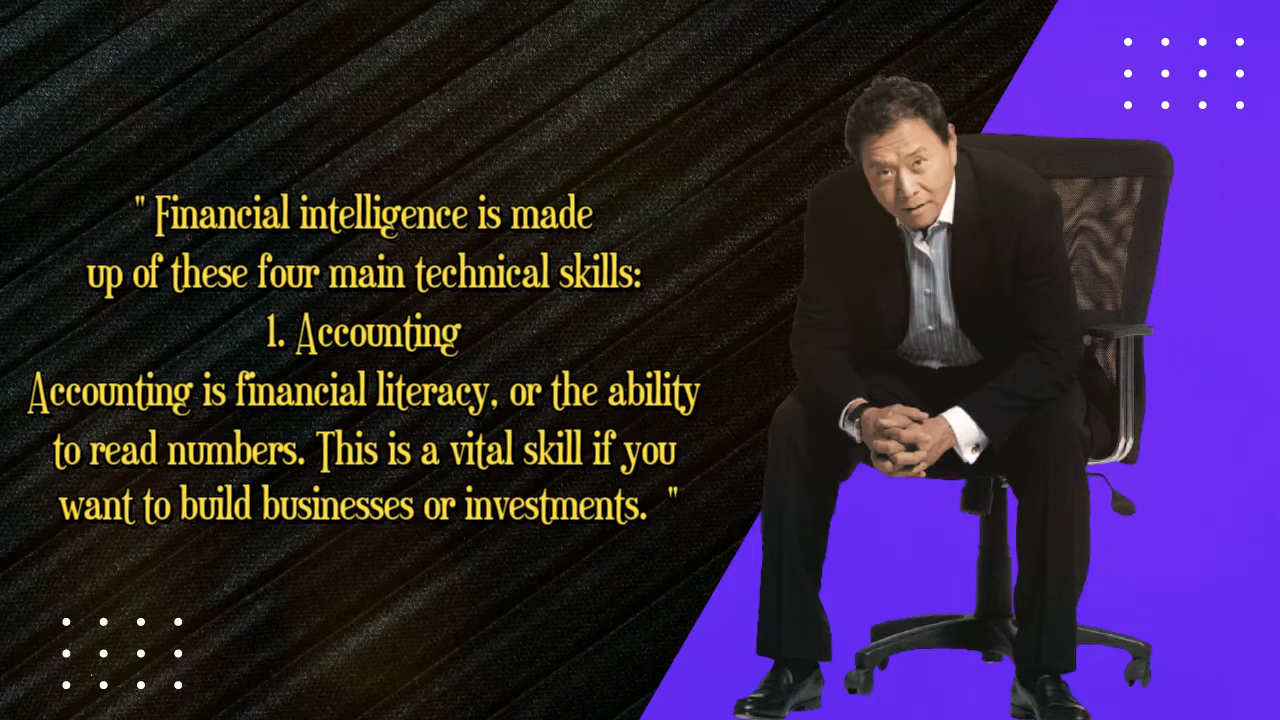 " Financial intelligence is made
up of these four main technical skills:
1. Accounting
Accounting is financial literacy, or the ability
to read numbers. This is a vital skill if you
want to build businesses or investments. "